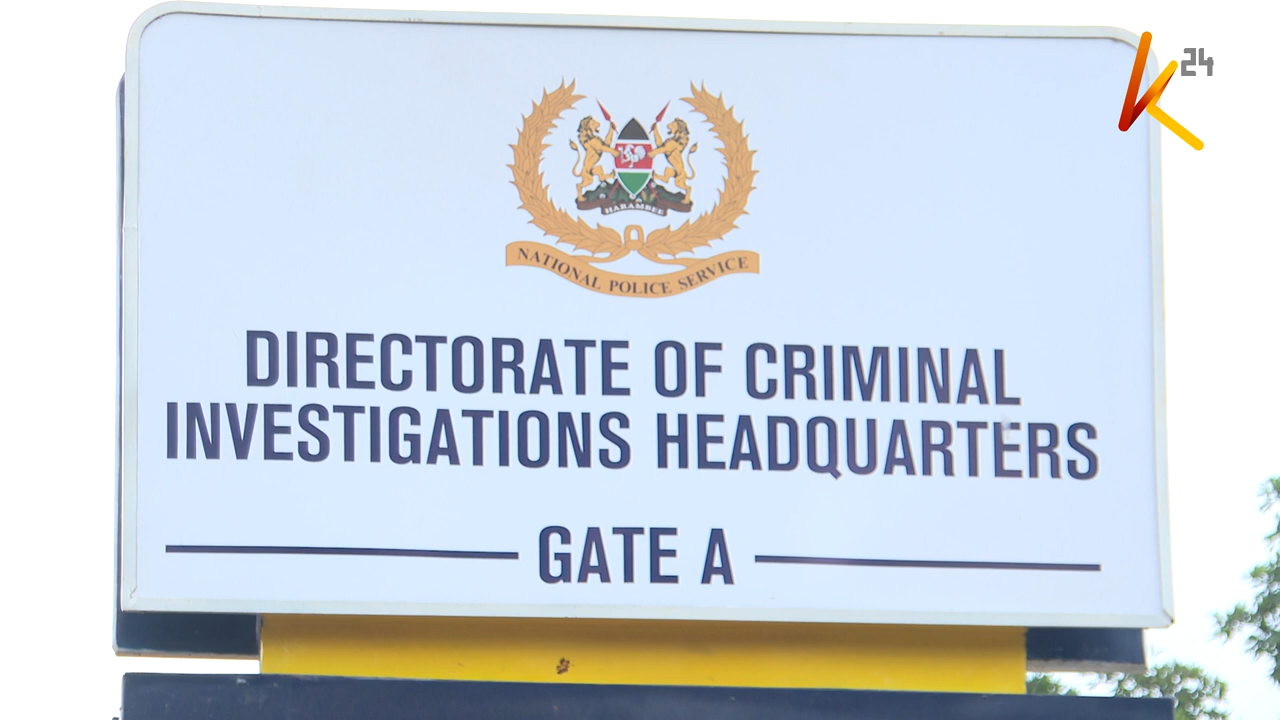 K24
HARAMBEE
NATIONAL POLICE SERVICE
DIRECTORATE OF CRIMINAL
INVESTIGATIONS HEADQUARTERS
GATE A